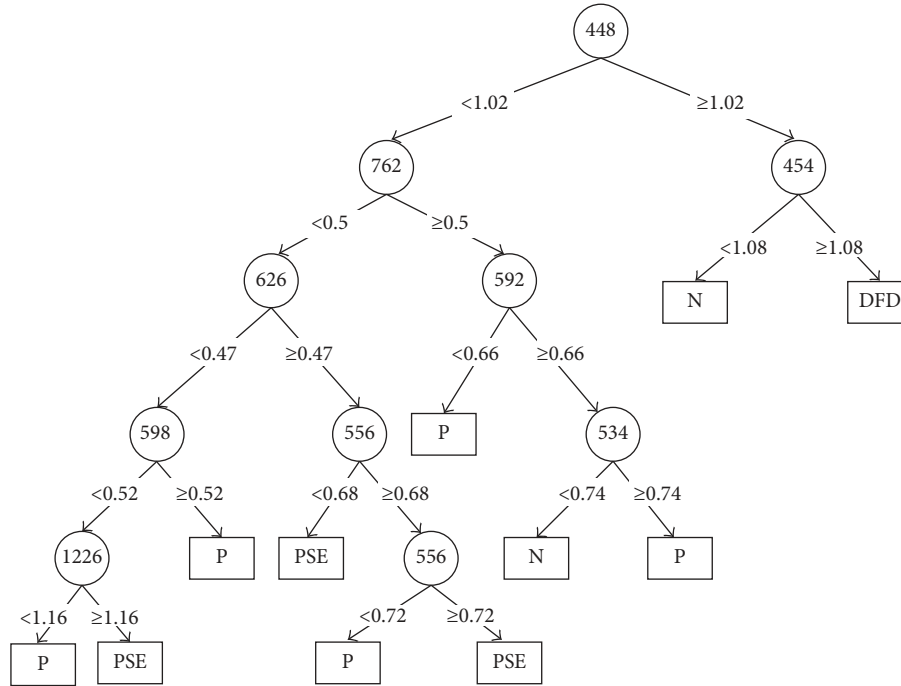 448
<1.02
≥1.02
762
454
<0.5
≥0.5
<1.08
≥1.08
626
592
N
DFD
<0.47
≥0.47
<0.66
≥0.66
598
556
P
534
<0.52
≥0.52
<0.68
≥0.68
<0.74
≥0.74
1226
P
PSE
556
N
P
<1.16
≥1.16
<0.72
≥0.72
P
PSE
P
PSE